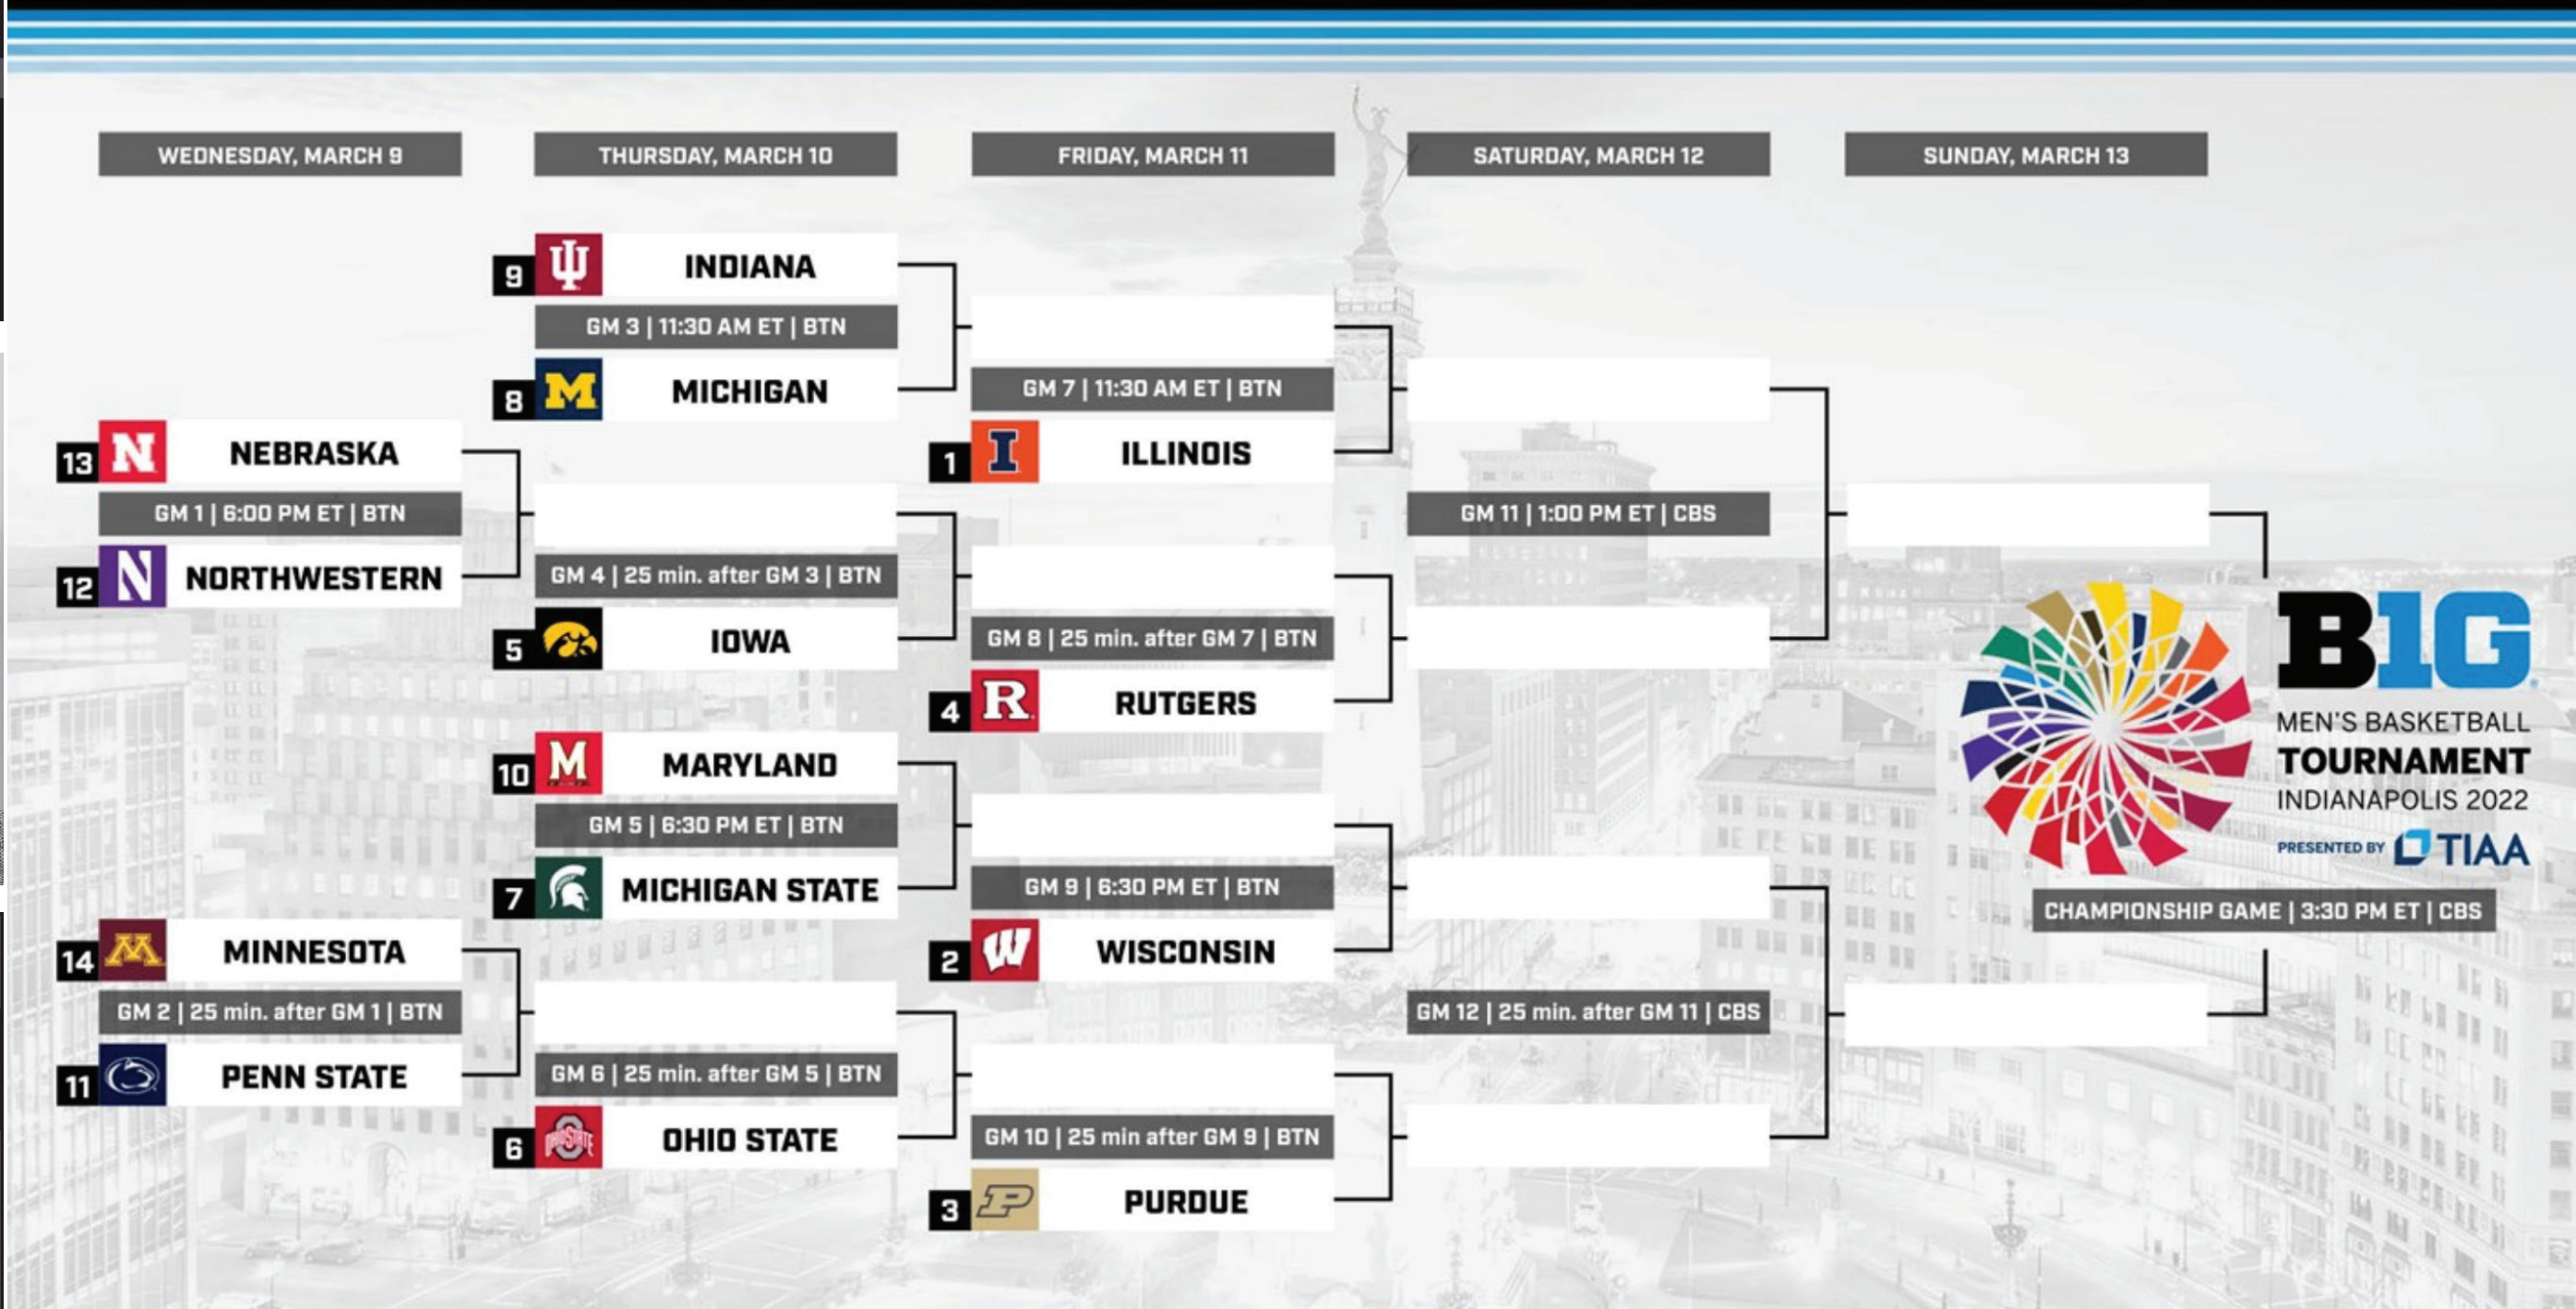 WEDNESDAY, MARCH 9
THURSDAY, MARCH 10
FRIDAY, MARCH 11
SATURDAY, MARCH 12
SUNDAY, MARCH 13
13 N NEBRASKA
GM 1 | 6:00 PM ET | BTN
12 N NORTHWESTERN
14 M MINNESOTA
GM 2 | 25 min. after GM 1 | BTN
11 PENN STATE
9 INDIANA
GM 3 | 11:30 AM ET | BTN
8 M MICHIGAN
GM 4 | 25 min. after GM 3 | BTN
5 IOWA
10 M MARYLAND
GM 5 | 6:30 PM ET | BTN
7 MICHIGAN STATE
GM 6 | 25 min. after GM 5 | BTN
6 OHIO STATE OHIO STATE
GM 7 | 11:30 AM ET | BTN
1 I ILLINOIS
GM 8 | 25 min. after GM 7 | BTN
4 R RUTGERS
GM 9 | 6:30 PM ET | BTN
2 W WISCONSIN
GM 10 | 25 min after GM 9 | BTN
3 P PURDUE
GM 11 | 1:00 PM ET | CBS
GM 12 | 25 min. after GM 11 | CBS
B1G
MEN'S BASKETBALL
TOURNAMENT
INDIANAPOLIS 2022
PRESENTED BY TIAA
CHAMPIONSHIP GAME | 3:30 PM ET | CBS